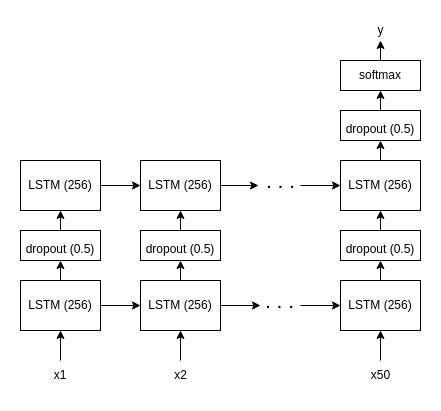 y
softmax
dropout (0.5)
LSTM (256) LSTM (256) . . . LSTM (256)
dropout (0.5) dropout (0.5) dropout (0.5)
LSTM (256) LSTM (256) . . . LSTM (256)
x1 x2 x50